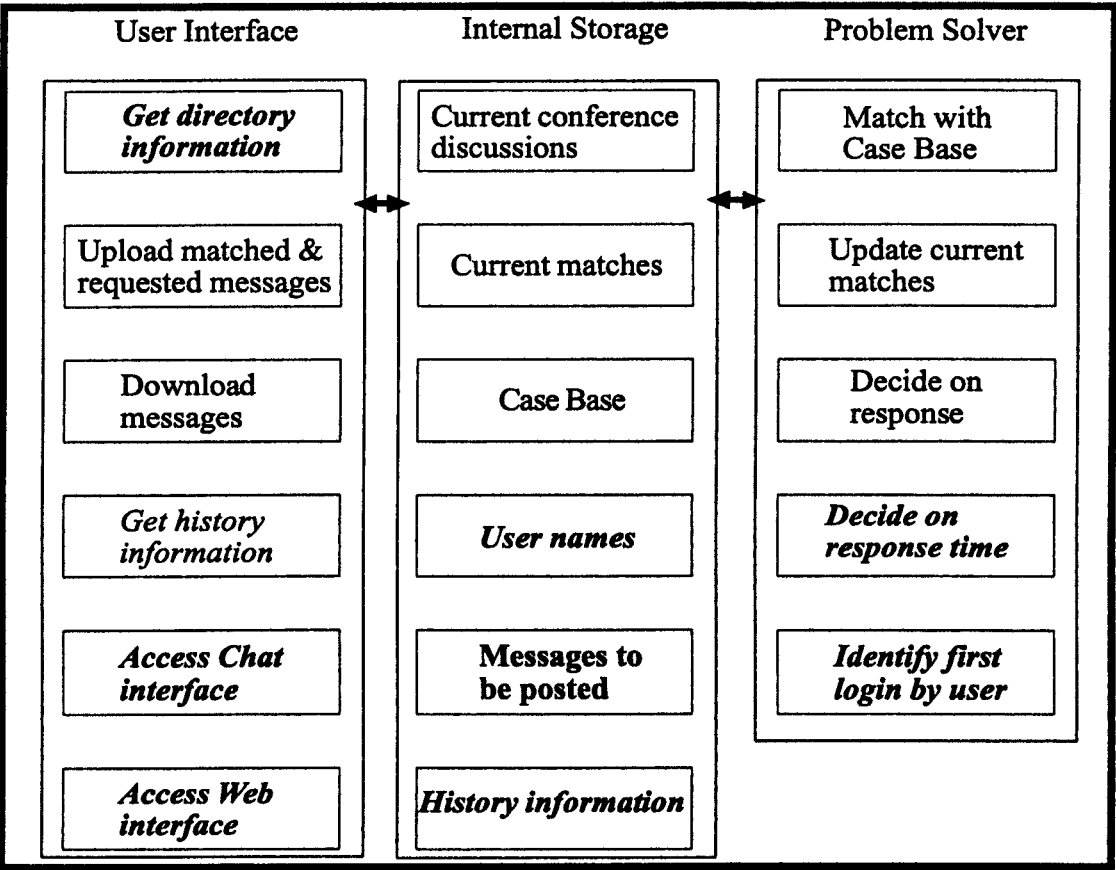 User Interface
Internal Storage
Problem Solver
Get directory
information
Upload matched &
requested messages
Download
messages
Get history
information
Access Chat
interface
Access Web
interface
Current conference
discussions
Current matches
Case Base
User names
Messages to
be posted
History information
Match with
Case Base
Update current
matches
Decide on
response
Decide on
response time
Identify first
login by user